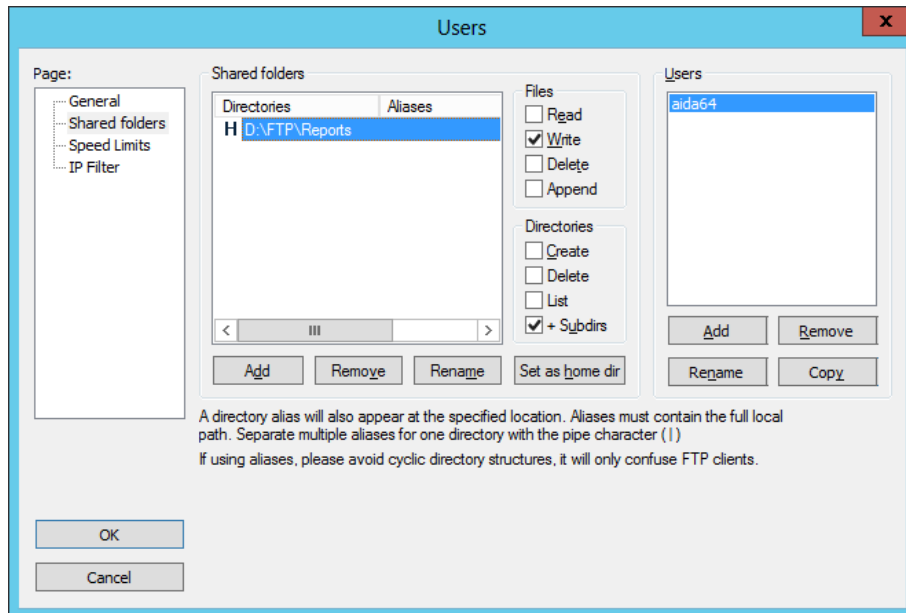 Users
x
Page:
General
Shared folders
Speed Limits
IP Filter
Shared folders
Directories Aliases
H D:\FTP\Reports
Add Remove Rename Set as home dir
Files
Read
Write
Delete
Append
Directories
Create
Delete
List
+ Subdirs
Users
aida64
Add Remove
Rename Copy
A directory alias will also appear at the specified location. Aliases must contain the full local
path. Separate multiple aliases for one directory with the pipe character (|)
If using aliases, please avoid cyclic directory structures, it will only confuse FTP clients.
OK
Cancel